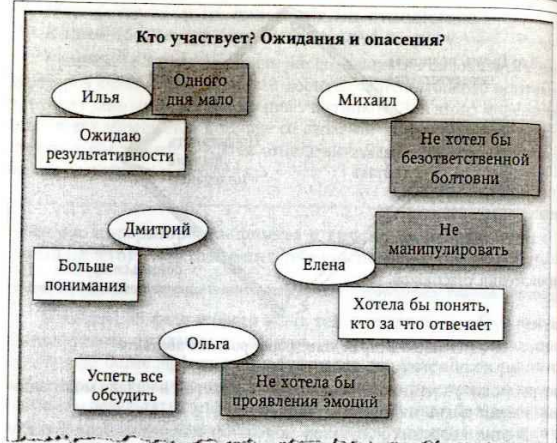 Кто участвует? Ожидания и опасения?
Илья
Одного
дня мало
Ожидаю
результативности
Михаил
Не хотел бы
безответственной
болтовни
Дмитрий
Больше
понимания
Не
манипулировать
Елена
Хотела бы понять,
кто за что отвечает
Ольга
Успеть все
обсудить
Не хотела бы
проявления эмоций